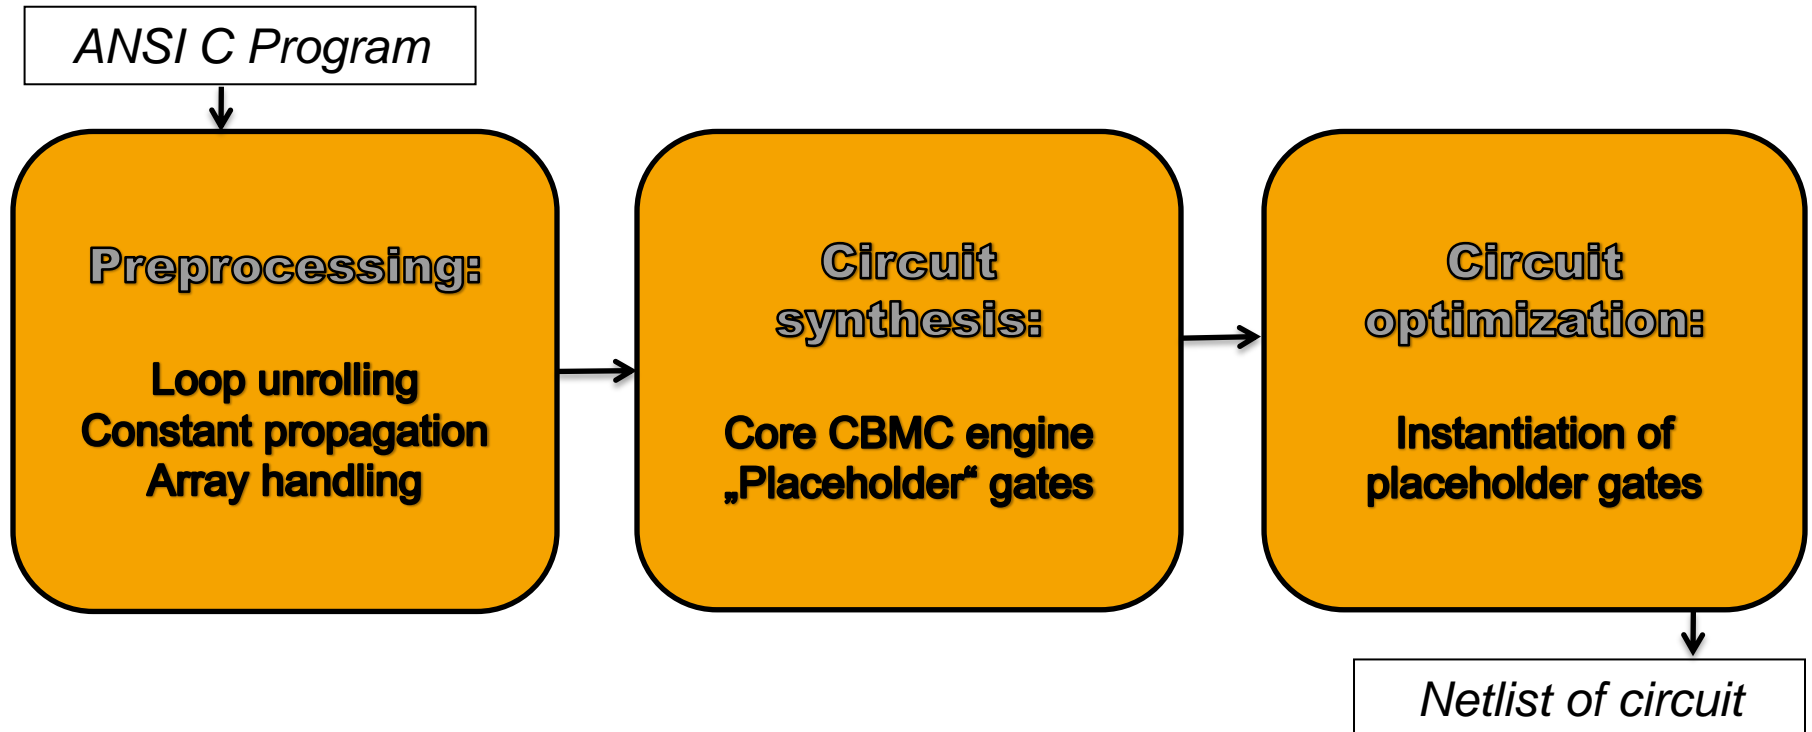 ANSI C Program
Preprocessing:
Loop unrolling
Constant propagation
Array handling
Circuit
synthesis:
Core CBMC engine
„Placeholder“ gates
Circuit
optimization:
Instantiation of
placeholder gates
Netlist of circuit